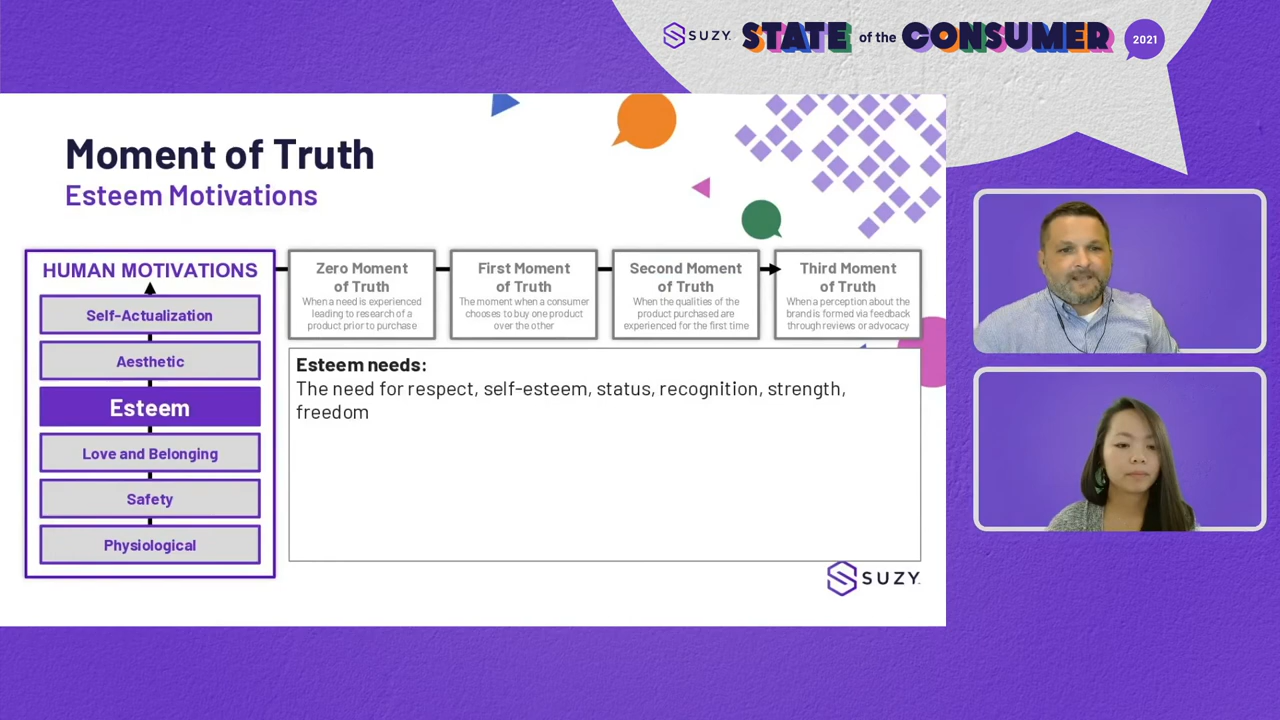 SUZY STATE of the CONSUMER 2021
Moment of Truth
Esteem Motivations
HUMAN MOTIVATIONS
Self-Actualization
Aesthetic
Esteem
Love and Belonging
Safety
Physiological
Zero Moment
of Truth
When a need is experienced
leading to research of a
product prior to purchase
First Moment
of Truth
The moment when a consumer
chooses to buy one product
over the other
Second Moment
of Truth
When the qualities of the
product purchased are
experienced for the first time
Third Moment
of Truth
When a perception about the
brand is formed via feedback
through reviews or advocacy
Esteem needs:
The need for respect, self-esteem, status, recognition, strength,
freedom
SUZY